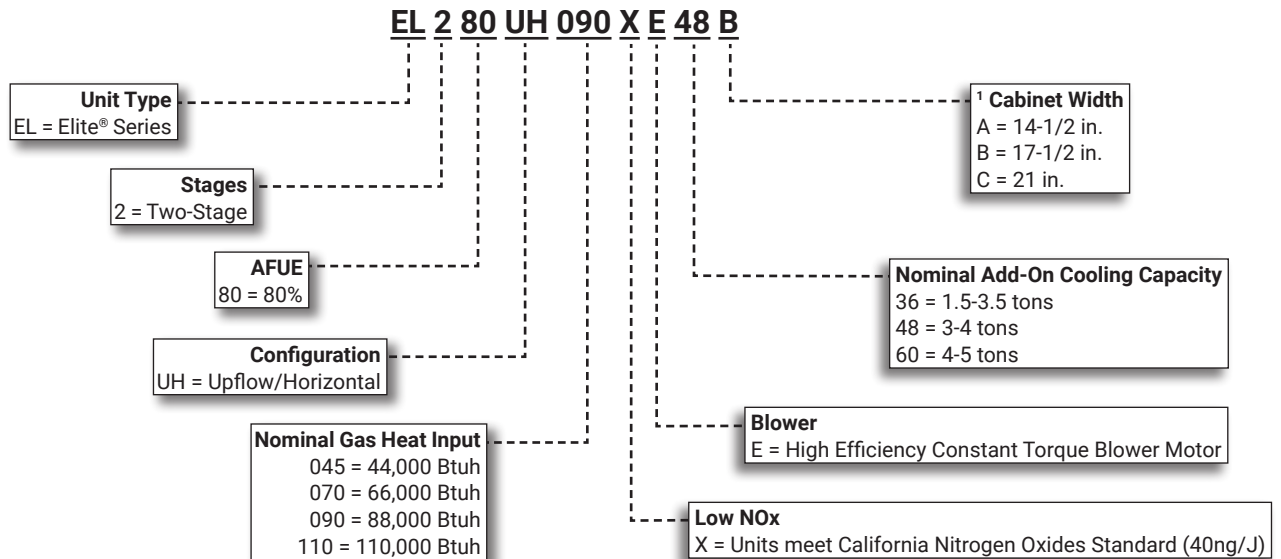 EL 2 80 UH 090 X E 48 B
Unit Type
EL = Elite® Series
Stages
2 = Two-Stage
AFUE
80 = 80%
Configuration
UH = Upflow/Horizontal
Nominal Gas Heat Input
045 = 44,000 Btuh
070 = 66,000 Btuh
090 = 88,000 Btuh
110 = 110,000 Btuh
¹ Cabinet Width
A = 14-1/2 in.
B = 17-1/2 in.
C = 21 in.
Nominal Add-On Cooling Capacity
36 = 1.5-3.5 tons
48 = 3-4 tons
60 = 4-5 tons
Blower
E = High Efficiency Constant Torque Blower Motor
Low NOx
X = Units meet California Nitrogen Oxides Standard (40ng/J)